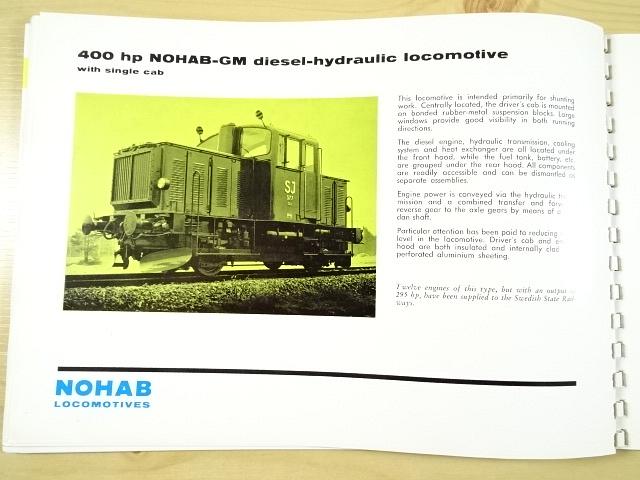 400 hp NOHAB-GM diesel-hydraulic locomotive
with single cab
This locomotive is intended primarily for shunting
work. Centrally located, the driver's cab is mounted
on bonded rubber-metal suspension blocks. Large
windows provide good visibility in both running
directions.
The diesel engine, hydraulic transmission, cooling
system and heat exchanger are all located under
the front hood, while the fuel tank, battery, etc.
are grouped under the rear hood. All components
are readily accessible and can be dismantled as
separate assemblies.
Engine power is conveyed via the hydraulic
mission and a combined transfer and
reverse gear to the axle gears by means of a
dan shaft.
Particular attention has been paid to reducing
level in the locomotive. Driver's cab and
hood are both insulated and internally clad
perforated aluminium sheeting.
Twelve engines of this type, but with an output
295 hp, have been supplied to the Swedish State Rail-
ways.
SJ
NOHAB
LOCOMOTIVES